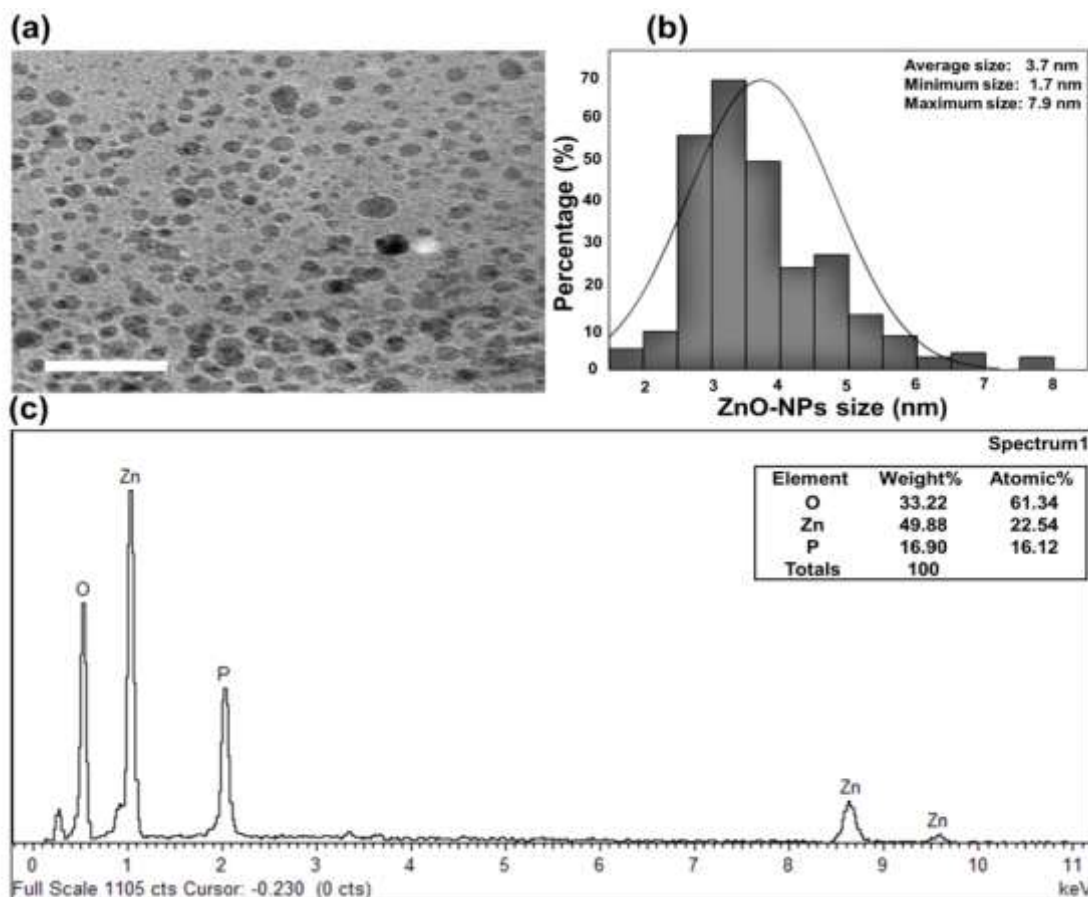 (a)
(b)
Average size: 3.7 nm
Minimum size: 1.7 nm
Maximum size: 7.9 nm
Percentage (%)
70
60
50
40
30
20
10
0
2 3 4 5 6 7 8
ZnO-NPs size (nm)
(c)
Spectrum1
Element Weight% Atomic%
O 33.22 61.34
Zn 49.88 22.54
P 16.90 16.12
Totals 100
Zn
O
P
Zn
Zn
0 1 2 3 4 5 6 7 8 9 10 11
Full Scale 1105 cts Cursor: -0.230 (0 cts)
keV